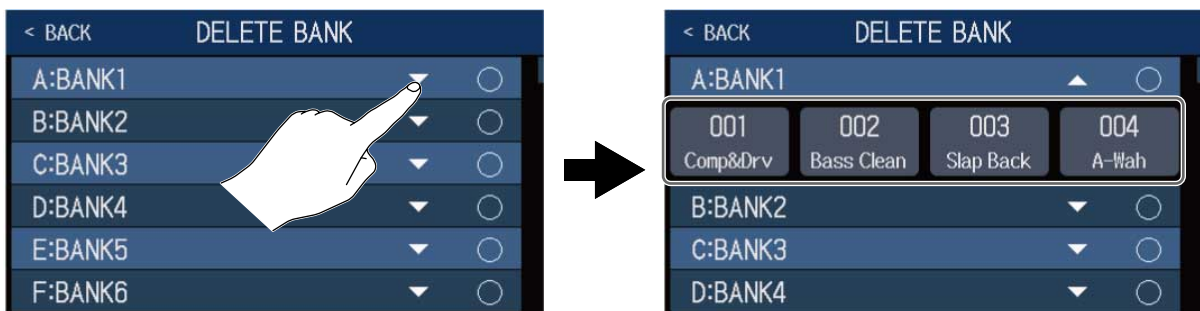 < BACK DELETE BANK
A:BANK1
B:BANK2
C:BANK3
D:BANK4
E:BANK5
F:BANK6
< BACK DELETE BANK
A:BANK1
001 002 003 004
Comp&Drv Bass Clean Slap Back A-Wah
B:BANK2
C:BANK3
D:BANK4